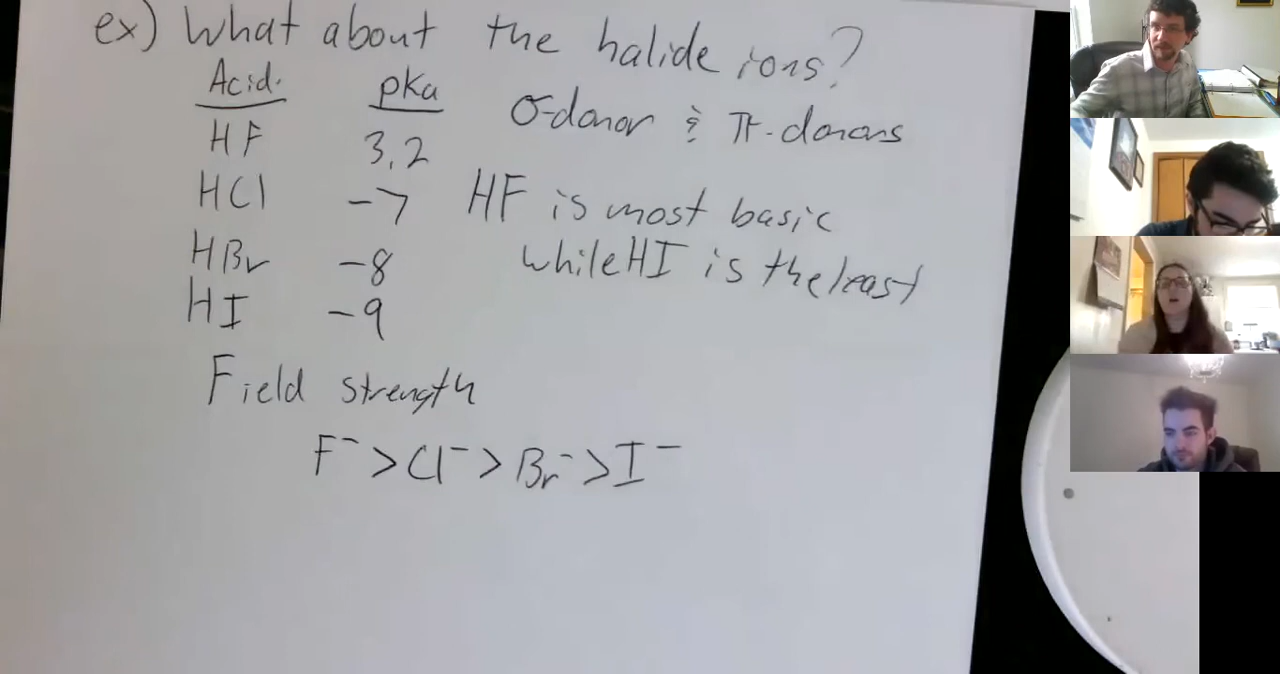 ex) What about the halide ions?
Acid. pKa
σ-donor & π-donors
HF 3.2
HCl -7
HF is most basic
HBr -8
while HI is the least
HI -9
Field strength
F⁻ > Cl⁻ > Br⁻ > I⁻